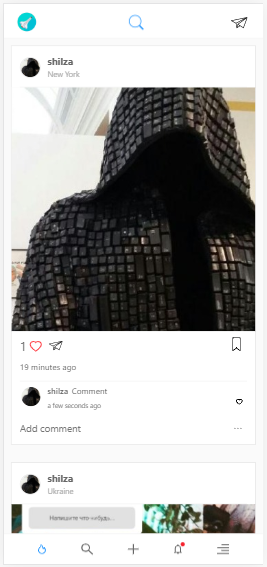 shilza
New York
1
19 minutes ago
shilza Comment
a few seconds ago
Add comment
shilza
Ukraine
Напишите что-нибудь...